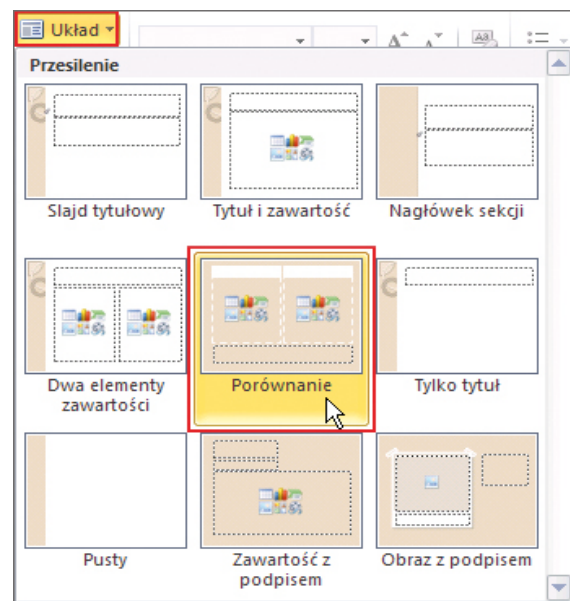 Układ
Przesilenie
Slajd tytułowy
Tytuł i zawartość
Nagłówek sekcji
Dwa elementy
zawartości
Porównanie
Tylko tytuł
Pusty
Zawartość z
podpisem
Obraz z podpisem